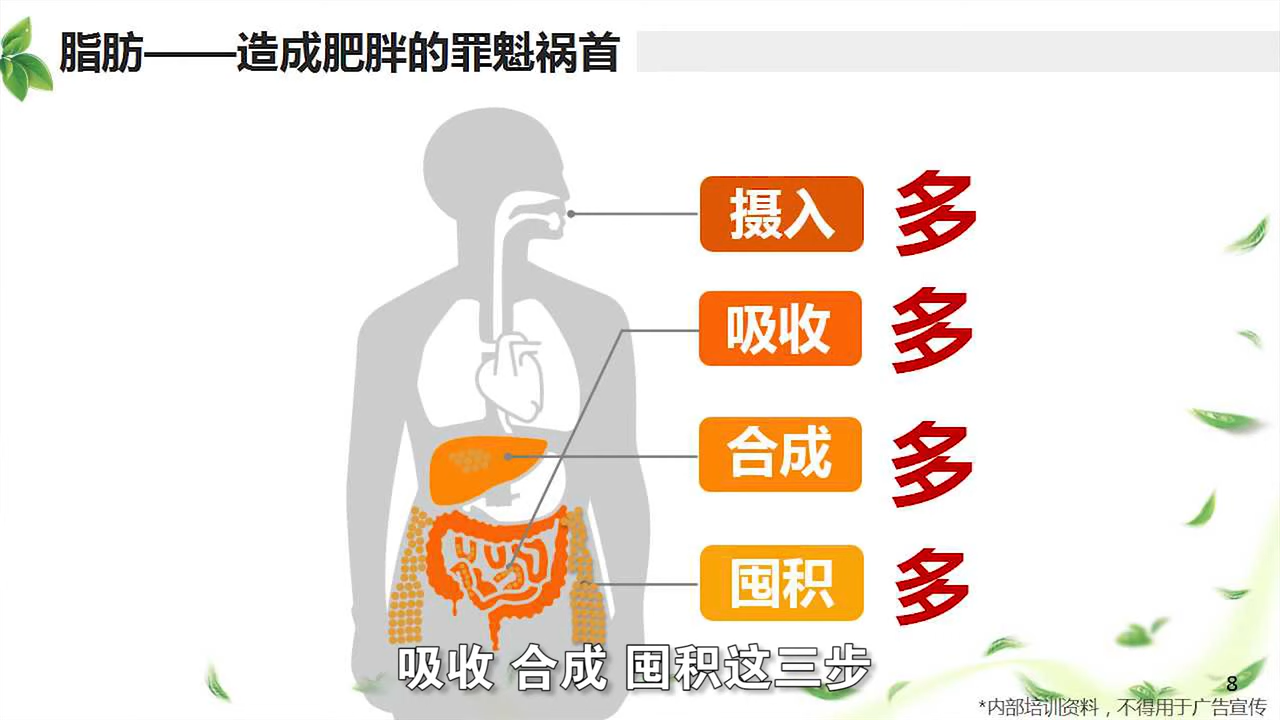 脂肪——造成肥胖的罪魁祸首
摄入 多
吸收 多
合成 多
囤积 多
吸收 合成 囤积这三步
8
*内部培训资料，不得用于广告宣传